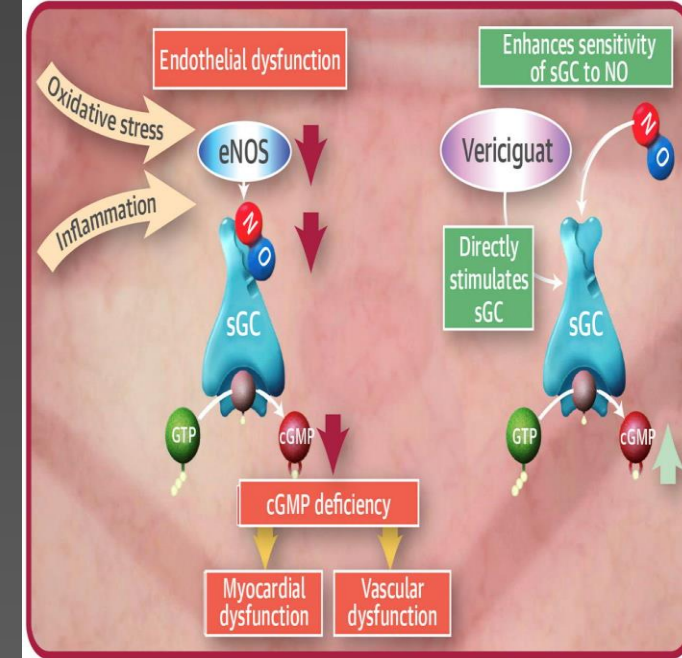 Endothelial dysfunction
Oxidative stress
Inflammation
eNOS
N
O
sGC
GTP
cGMP
cGMP deficiency
Myocardial
dysfunction
Vascular
dysfunction
Enhances sensitivity
of sGC to NO
Vericiguat
N
O
Directly
stimulates
sGC
sGC
GTP
cGMP